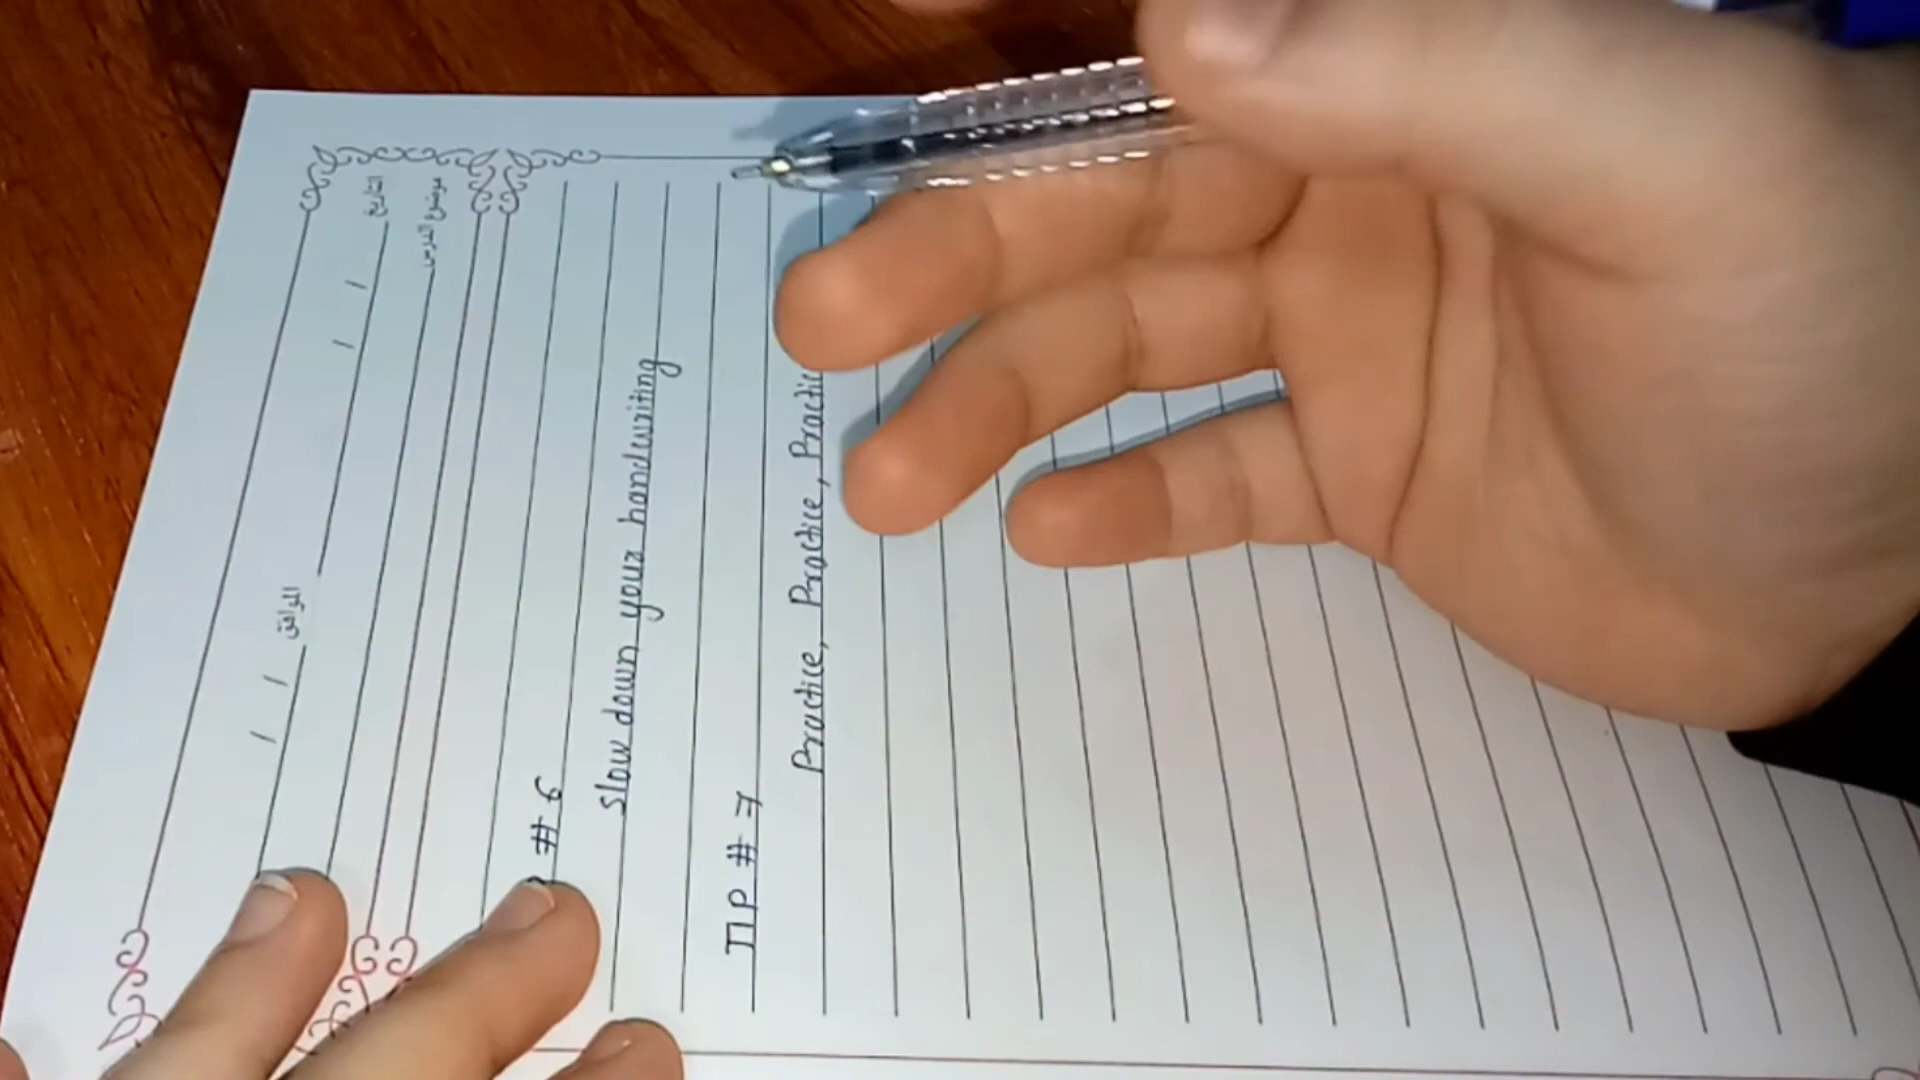 التاريخ / / الموافق / /
موضوع الدرس
# 6
Slow down your handwriting
TIP # 7
Practice, Practice, Practic